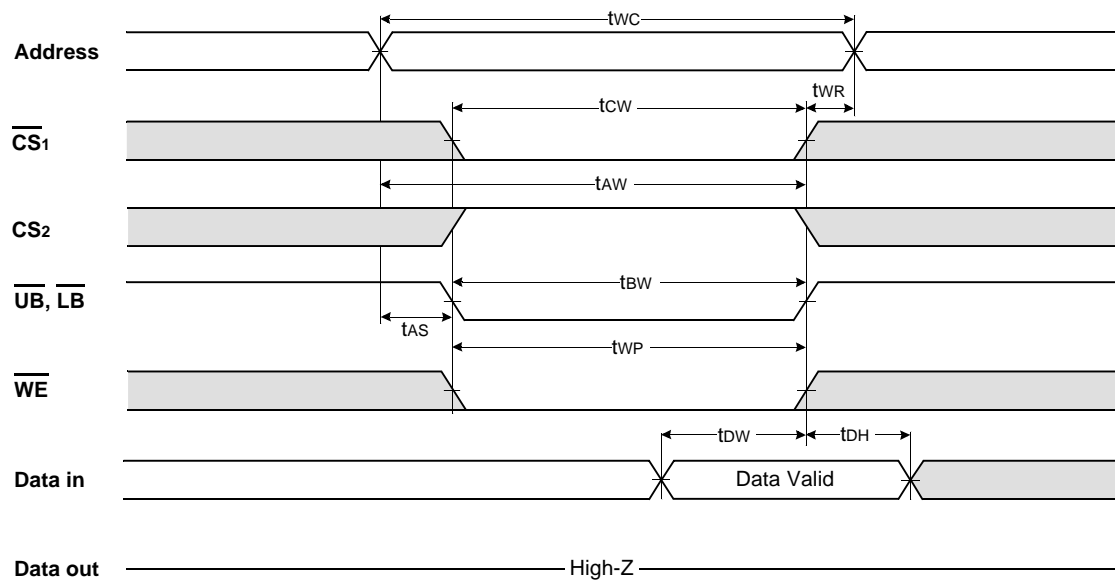 tWC
Address
tCW
tWR
CS1
tAW
CS2
tBW
UB, LB
tAS
tWP
WE
tDW
tDH
Data in
Data Valid
Data out
High-Z